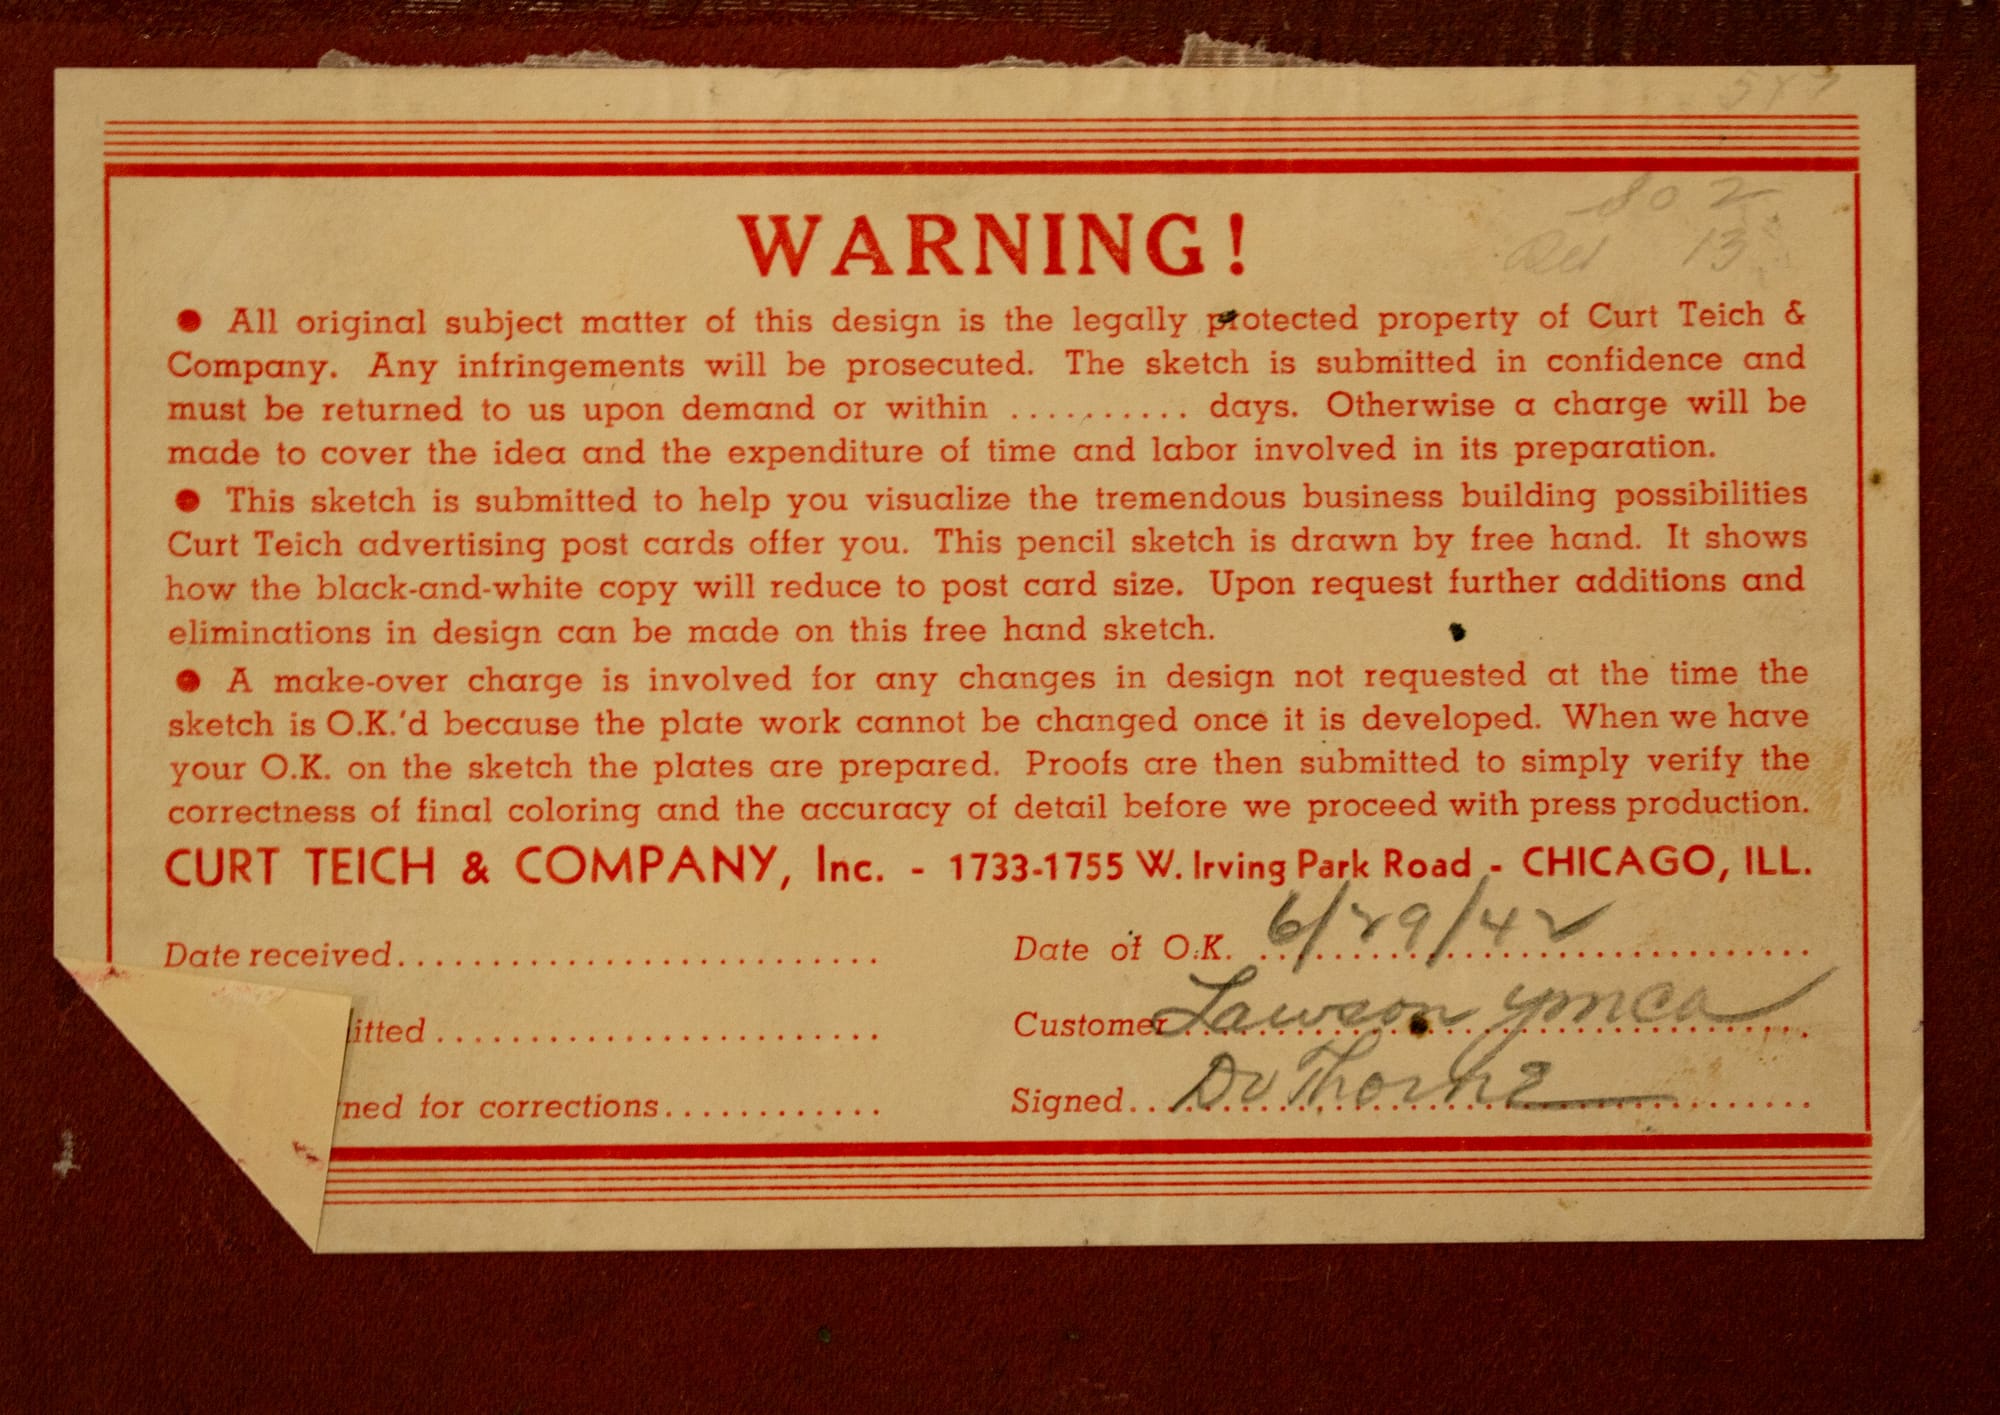 WARNING!
● All original subject matter of this design is the legally protected property of Curt Teich &
Company. Any infringements will be prosecuted. The sketch is submitted in confidence and
must be returned to us upon demand or within .......... days. Otherwise a charge will be
made to cover the idea and the expenditure of time and labor involved in its preparation.
● This sketch is submitted to help you visualize the tremendous business building possibilities
Curt Teich advertising post cards offer you. This pencil sketch is drawn by free hand. It shows
how the black-and-white copy will reduce to post card size. Upon request further additions and
eliminations in design can be made on this free hand sketch.
● A make-over charge is involved for any changes in design not requested at the time the
sketch is O.K.'d because the plate work cannot be changed once it is developed. When we have
your O.K. on the sketch the plates are prepared. Proofs are then submitted to simply verify the
correctness of final coloring and the accuracy of detail before we proceed with press production.
CURT TEICH & COMPANY, Inc. - 1733-1755 W. Irving Park Road - CHICAGO, ILL.
Date received............................ Date of O.K. 6/29/42
itted........................ Customer Lawson YMCA
ned for corrections............ Signed DV Thorne